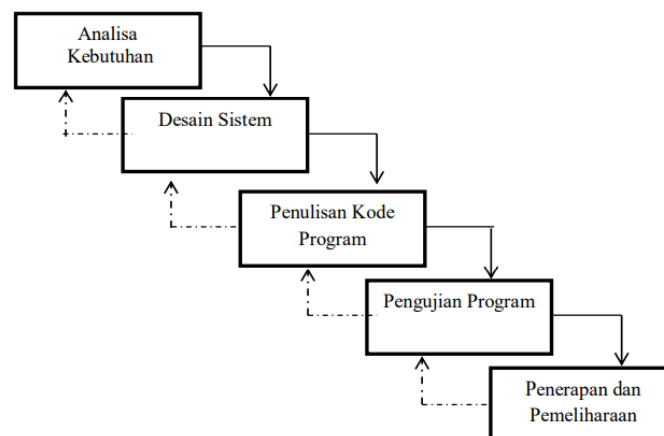 Analisa
Kebutuhan
Desain Sistem
Penulisan Kode
Program
Pengujian Program
Penerapan dan
Pemeliharaan